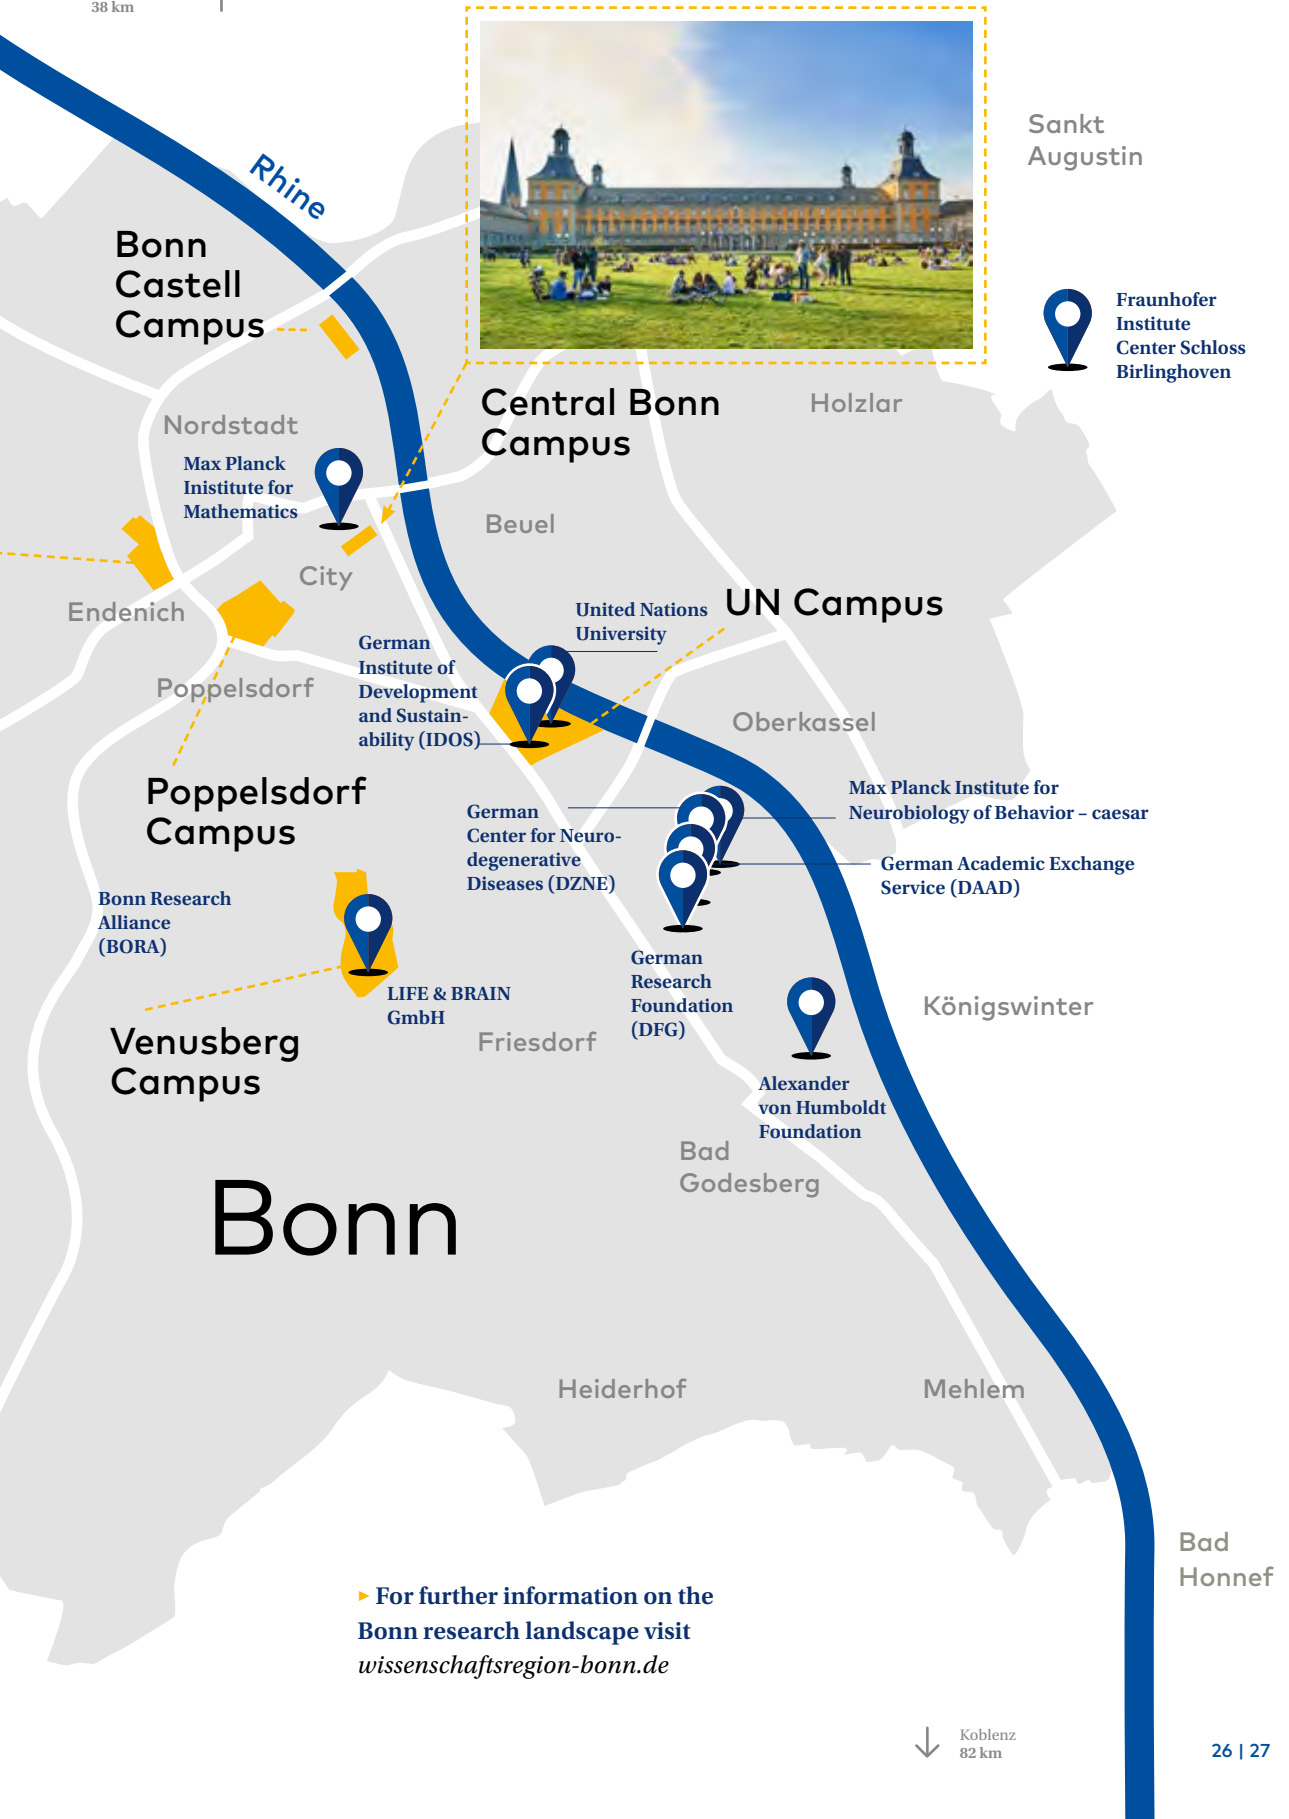 38 km
Rhine
Sankt
Augustin
Bonn
Castell
Campus
Fraunhofer
Institute
Center Schloss
Birlinghoven
Central Bonn
Campus
Holzlar
Nordstadt
Max Planck
Inistitute for
Mathematics
Beuel
City
Endenich
United Nations
University
UN Campus
German
Institute of
Development
and Sustain-
ability (IDOS)
Poppelsdorf
Oberkassel
Poppelsdorf
Campus
German
Center for Neuro-
degenerative
Diseases (DZNE)
Max Planck Institute for
Neurobiology of Behavior – caesar
German Academic Exchange
Service (DAAD)
Bonn Research
Alliance
(BORA)
LIFE & BRAIN
GmbH
German
Research
Foundation
(DFG)
Königswinter
Venusberg
Campus
Friesdorf
Alexander
von Humboldt
Foundation
Bad
Godesberg
Bonn
Heiderhof
Mehlem
Bad
Honnef
▸ For further information on the
Bonn research landscape visit
wissenschaftsregion-bonn.de
Koblenz
82 km
26 | 27